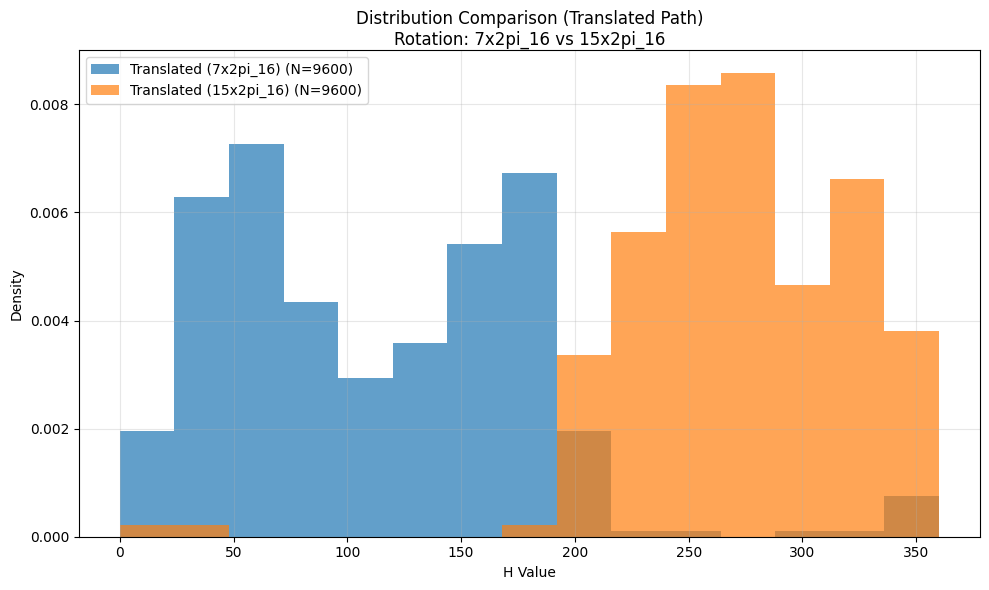 Distribution Comparison (Translated Path)
Rotation: 7x2pi_16 vs 15x2pi_16
Translated (7x2pi_16) (N=9600)
Translated (15x2pi_16) (N=9600)
0.008
0.006
0.004
0.002
0.000
Density
0
50
100
150
200
250
300
350
H Value